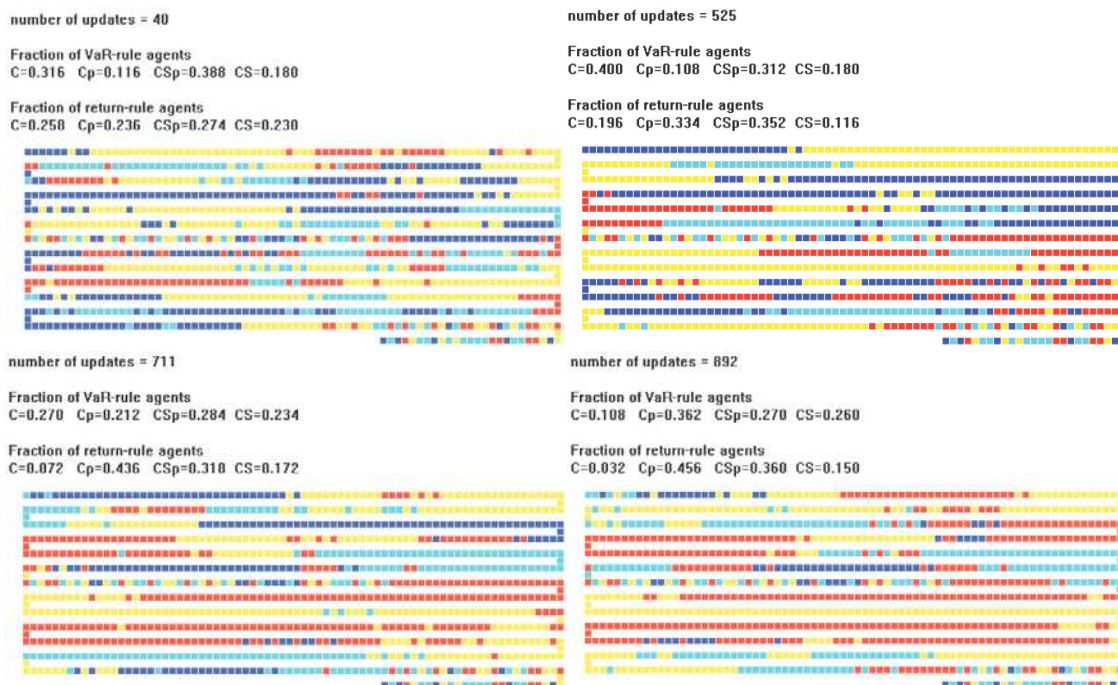 number of updates = 40
Fraction of VaR-rule agents
C=0.316 Cp=0.116 CSp=0.388 CS=0.180
Fraction of return-rule agents
C=0.258 Cp=0.236 CSp=0.274 CS=0.230
number of updates = 525
Fraction of VaR-rule agents
C=0.400 Cp=0.108 CSp=0.312 CS=0.180
Fraction of return-rule agents
C=0.196 Cp=0.334 CSp=0.352 CS=0.116
number of updates = 711
Fraction of VaR-rule agents
C=0.270 Cp=0.212 CSp=0.284 CS=0.234
Fraction of return-rule agents
C=0.072 Cp=0.436 CSp=0.318 CS=0.172
number of updates = 892
Fraction of VaR-rule agents
C=0.108 Cp=0.362 CSp=0.270 CS=0.260
Fraction of return-rule agents
C=0.032 Cp=0.456 CSp=0.360 CS=0.150